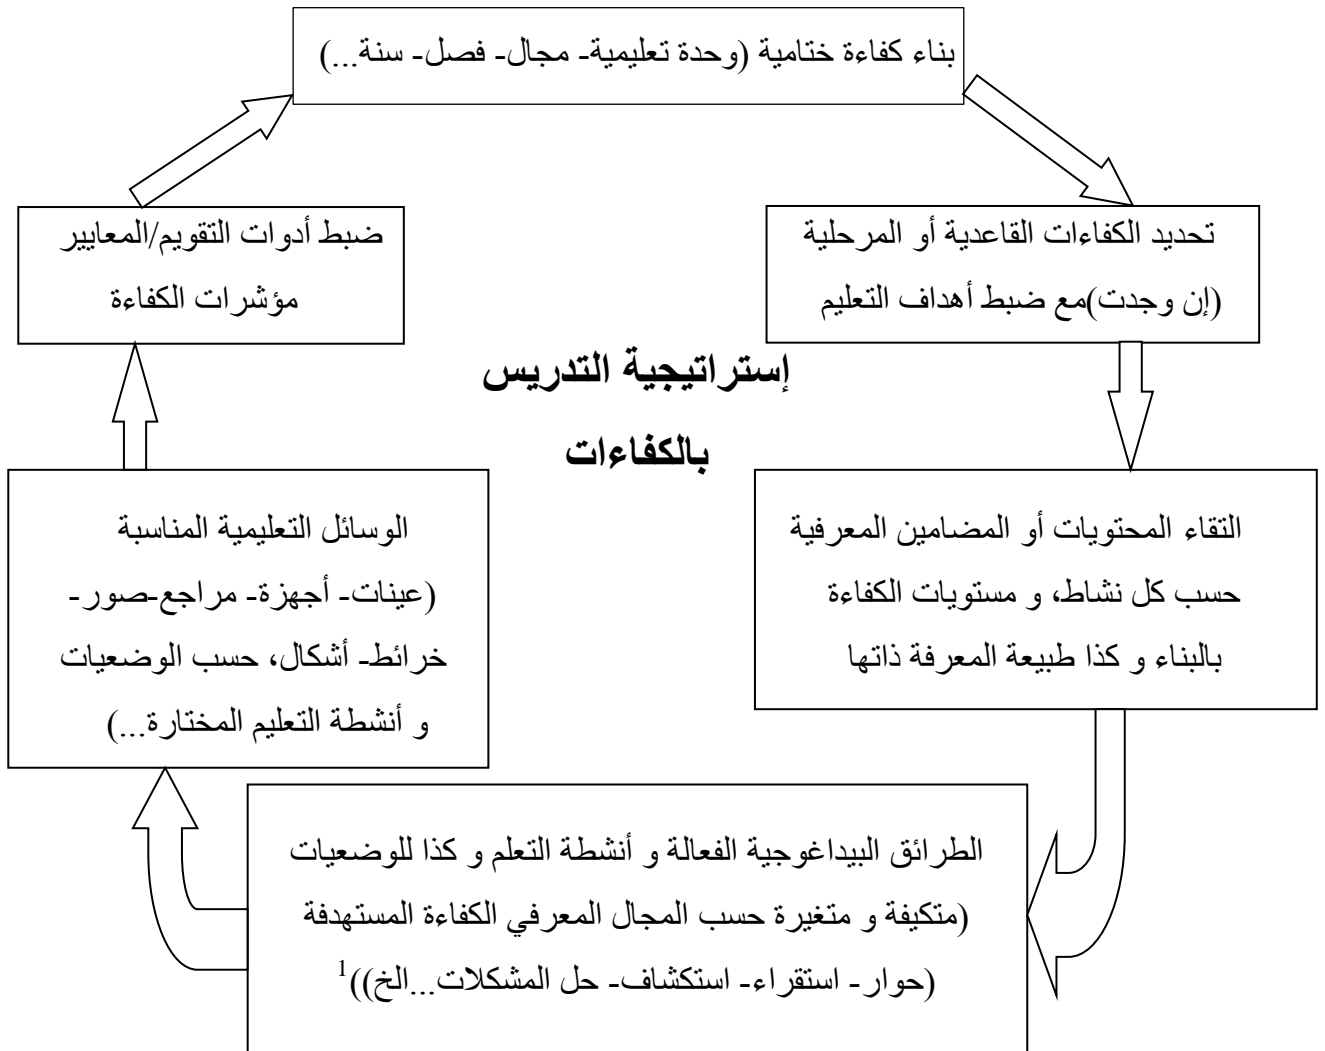 بناء كفاءة ختامية (وحدة تعليمية- مجال- فصل- سنة...)
تحديد الكفاءات القاعدية أو المرحلية
(إن وجدت)مع ضبط أهداف التعليم
التقاء المحتويات أو المضامين المعرفية
حسب كل نشاط، و مستويات الكفاءة
بالبناء و كذا طبيعة المعرفة ذاتها
الطرائق البيداغوجية الفعالة و أنشطة التعلم و كذا للوضعيات
(متكيفة و متغيرة حسب المجال المعرفي الكفاءة المستهدفة
(حوار- استقراء- استكشاف- حل المشكلات...الخ))1
الوسائل التعليمية المناسبة
(عينات- أجهزة- مراجع-صور-
خرائط- أشكال، حسب الوضعيات
و أنشطة التعليم المختارة...)
ضبط أدوات التقويم/المعايير
مؤشرات الكفاءة
إستراتيجية التدريس
بالكفاءات